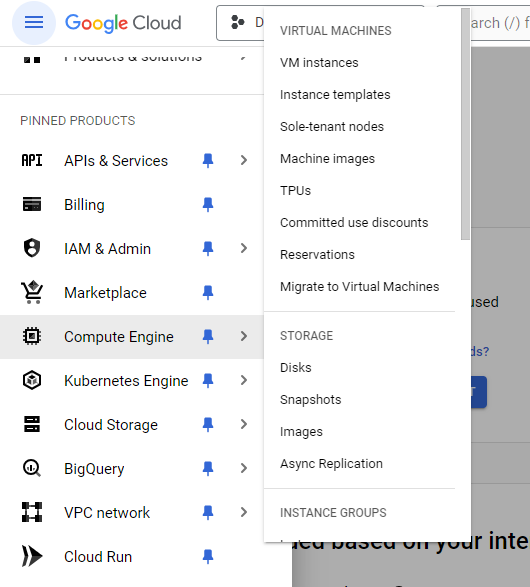 Google Cloud
D
earch (/) f
Products & solutions
PINNED PRODUCTS
API APIs & Services
Billing
IAM & Admin
Marketplace
Compute Engine
Kubernetes Engine
Cloud Storage
BigQuery
VPC network
Cloud Run
VIRTUAL MACHINES
VM instances
Instance templates
Sole-tenant nodes
Machine images
TPUs
Committed use discounts
Reservations
Migrate to Virtual Machines
STORAGE
Disks
Snapshots
Images
Async Replication
INSTANCE GROUPS
used
ds?
T
ded based on your inte